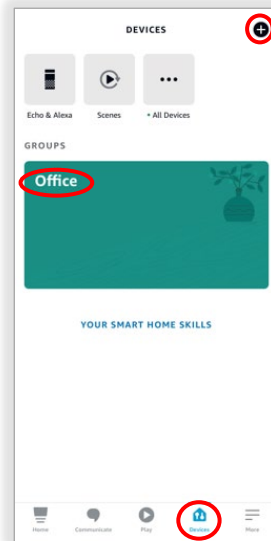 DEVICES
Echo & Alexa Scenes • All Devices
GROUPS
Office
YOUR SMART HOME SKILLS
Home Communicate Play Devices More